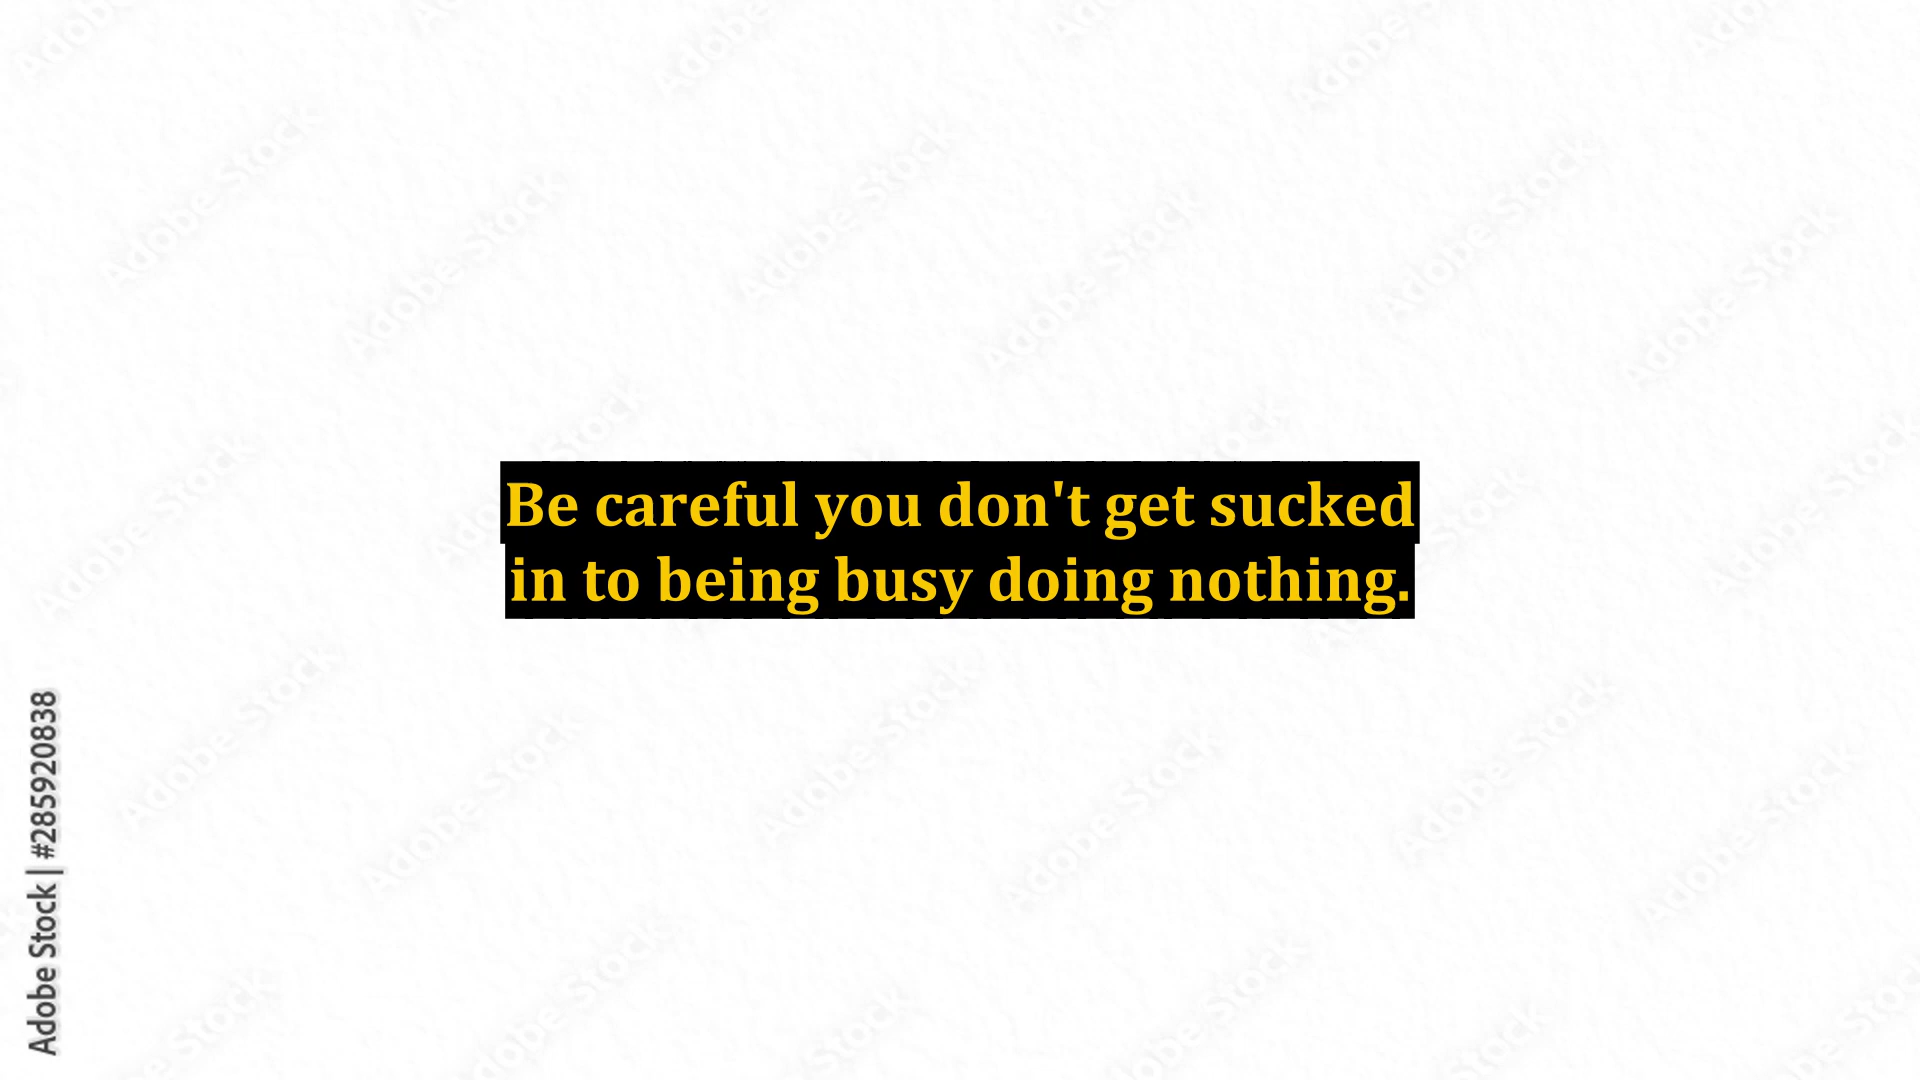 Be careful you don't get sucked
in to being busy doing nothing.
Adobe Stock | #285920838